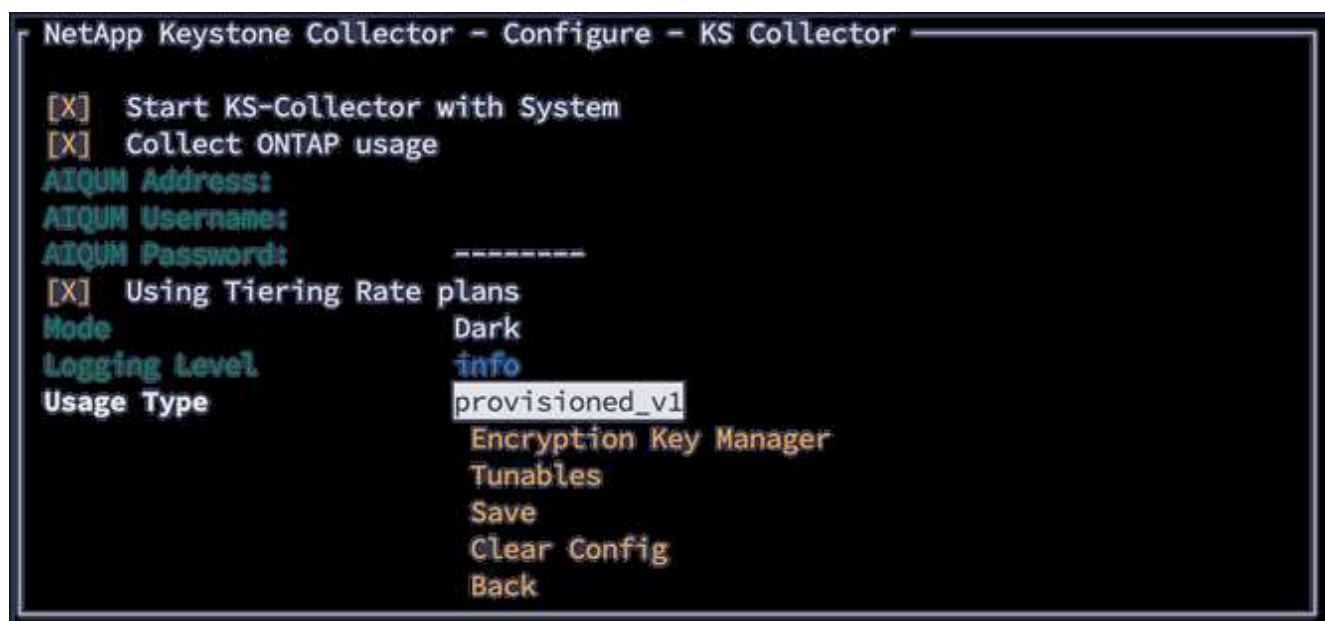 NetApp Keystone Collector - Configure - KS Collector
[X] Start KS-Collector with System
[X] Collect ONTAP usage
AIQUM Address:
AIQUM Username:
AIQUM Password: --------
[X] Using Tiering Rate plans
Mode Dark
Logging Level info
Usage Type provisioned_v1
Encryption Key Manager
Tunables
Save
Clear Config
Back